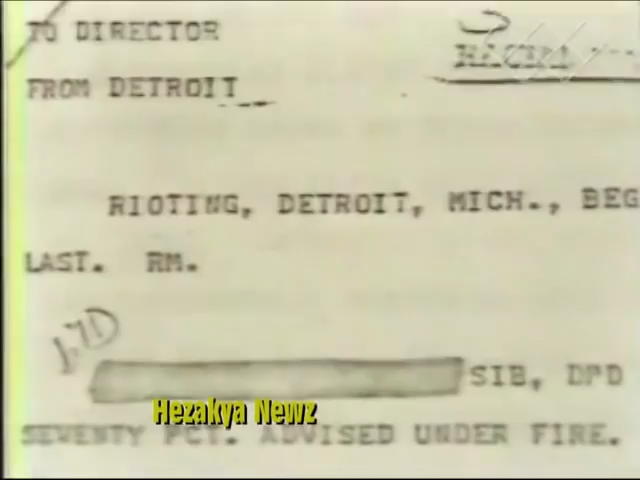 TO DIRECTOR
FROM DETROIT
RIOTING, DETROIT, MICH., BEG
LAST. RM.
SIB, DPD
Hezakya Newz
SEVENTY PCT. ADVISED UNDER FIRE.